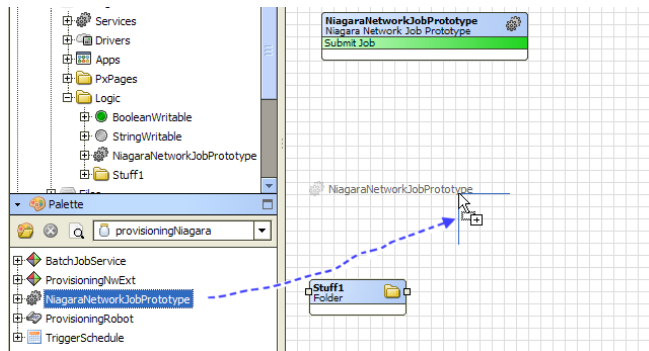 Services
Drivers
Apps
PxPages
Logic
BooleanWritable
StringWritable
NiagaraNetworkJobPrototype
Stuff1
Palette
provisioningNiagara
BatchJobService
ProvisioningNwExt
NiagaraNetworkJobPrototype
ProvisioningRobot
TriggerSchedule
NiagaraNetworkJobPrototype
Niagara Network Job Prototype
Submit Job
NiagaraNetworkJobPrototype
Stuff1
Folder